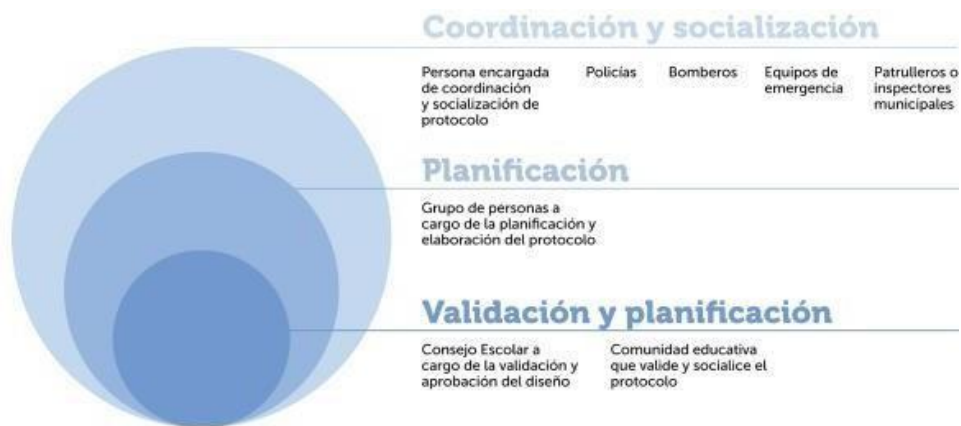 Coordinación y socialización
Persona encargada
de coordinación
y socialización de
protocolo
Policías
Bomberos
Equipos de
emergencia
Patrulleros o
inspectores
municipales
Planificación
Grupo de personas a
cargo de la planificación y
elaboración del protocolo
Validación y planificación
Consejo Escolar a
cargo de la validación y
aprobación del diseño
Comunidad educativa
que valide y socialice el
protocolo